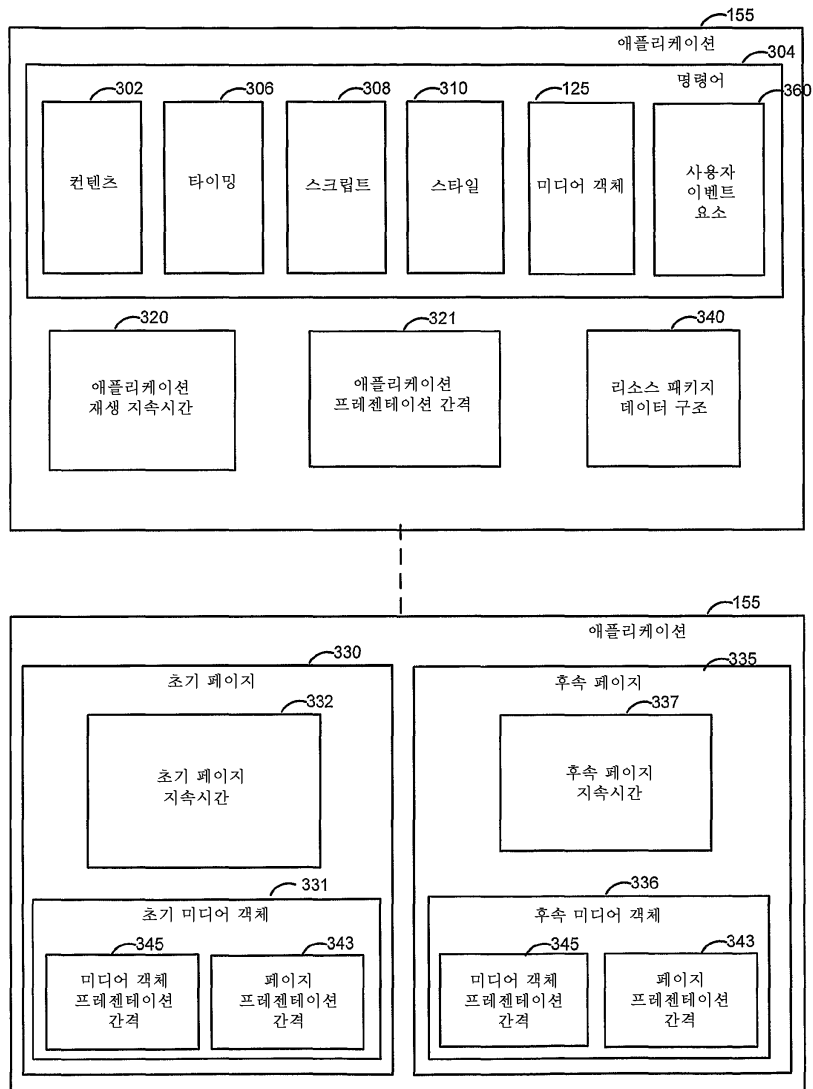 155
애플리케이션
304
명령어
302
306
308
310
125
360
컨텐츠
타이밍
스크립트
스타일
미디어 객체
사용자
이벤트
요소
320
321
340
애플리케이션
재생 지속시간
애플리케이션
프레젠테이션 간격
리소스 패키지
데이터 구조
155
애플리케이션
330
초기 페이지
332
초기 페이지
지속시간
331
초기 미디어 객체
345
미디어 객체
프레젠테이션
간격
343
페이지
프레젠테이션
간격
335
후속 페이지
337
후속 페이지
지속시간
336
후속 미디어 객체
345
미디어 객체
프레젠테이션
간격
343
페이지
프레젠테이션
간격